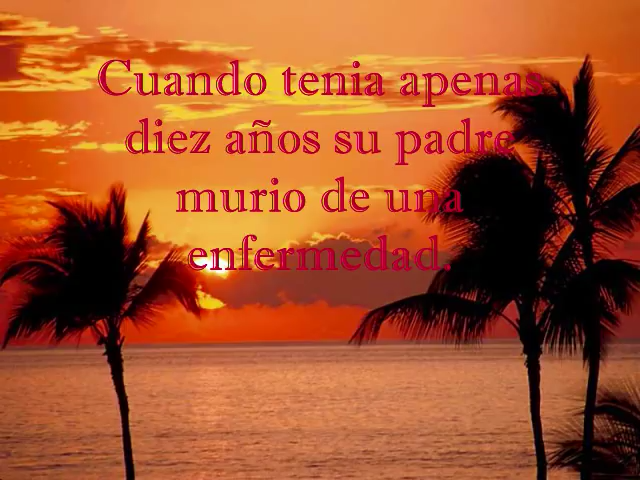 Cuando tenia apenas
diez años su padre
murio de una
enfermedad.